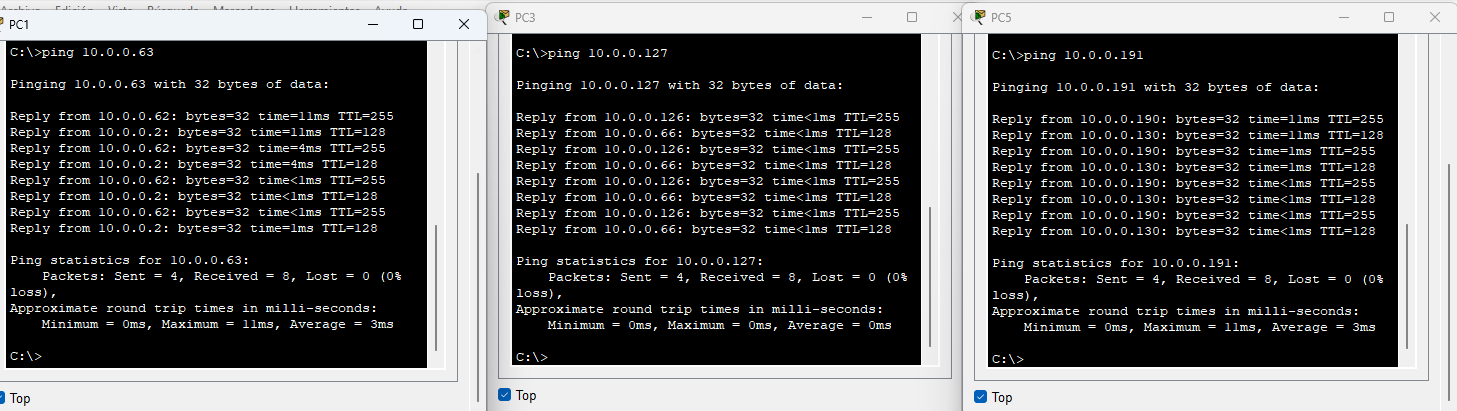 Archivo Edición Vista Búsqueda Marcadores Herramientas Ayuda
PC1
C:\>ping 10.0.0.63
Pinging 10.0.0.63 with 32 bytes of data:
Reply from 10.0.0.62: bytes=32 time=11ms TTL=255
Reply from 10.0.0.2: bytes=32 time=11ms TTL=128
Reply from 10.0.0.62: bytes=32 time=4ms TTL=255
Reply from 10.0.0.2: bytes=32 time=4ms TTL=128
Reply from 10.0.0.62: bytes=32 time<1ms TTL=255
Reply from 10.0.0.2: bytes=32 time<1ms TTL=128
Reply from 10.0.0.62: bytes=32 time<1ms TTL=255
Reply from 10.0.0.2: bytes=32 time=1ms TTL=128
Ping statistics for 10.0.0.63:
Packets: Sent = 4, Received = 8, Lost = 0 (0%
loss),
Approximate round trip times in milli-seconds:
Minimum = 0ms, Maximum = 11ms, Average = 3ms
C:\>
Top
PC3
C:\>ping 10.0.0.127
Pinging 10.0.0.127 with 32 bytes of data:
Reply from 10.0.0.126: bytes=32 time<1ms TTL=255
Reply from 10.0.0.66: bytes=32 time<1ms TTL=128
Reply from 10.0.0.126: bytes=32 time<1ms TTL=255
Reply from 10.0.0.66: bytes=32 time<1ms TTL=128
Reply from 10.0.0.126: bytes=32 time<1ms TTL=255
Reply from 10.0.0.66: bytes=32 time<1ms TTL=128
Reply from 10.0.0.126: bytes=32 time<1ms TTL=255
Reply from 10.0.0.66: bytes=32 time<1ms TTL=128
Ping statistics for 10.0.0.127:
Packets: Sent = 4, Received = 8, Lost = 0 (0%
loss),
Approximate round trip times in milli-seconds:
Minimum = 0ms, Maximum = 0ms, Average = 0ms
C:\>
Top
PC5
C:\>ping 10.0.0.191
Pinging 10.0.0.191 with 32 bytes of data:
Reply from 10.0.0.190: bytes=32 time=11ms TTL=255
Reply from 10.0.0.130: bytes=32 time=11ms TTL=128
Reply from 10.0.0.190: bytes=32 time=1ms TTL=255
Reply from 10.0.0.130: bytes=32 time<1ms TTL=128
Reply from 10.0.0.190: bytes=32 time<1ms TTL=255
Reply from 10.0.0.130: bytes=32 time<1ms TTL=128
Reply from 10.0.0.190: bytes=32 time<1ms TTL=255
Reply from 10.0.0.130: bytes=32 time<1ms TTL=128
Ping statistics for 10.0.0.191:
Packets: Sent = 4, Received = 8, Lost = 0 (0%
loss),
Approximate round trip times in milli-seconds:
Minimum = 0ms, Maximum = 11ms, Average = 3ms
C:\>
Top